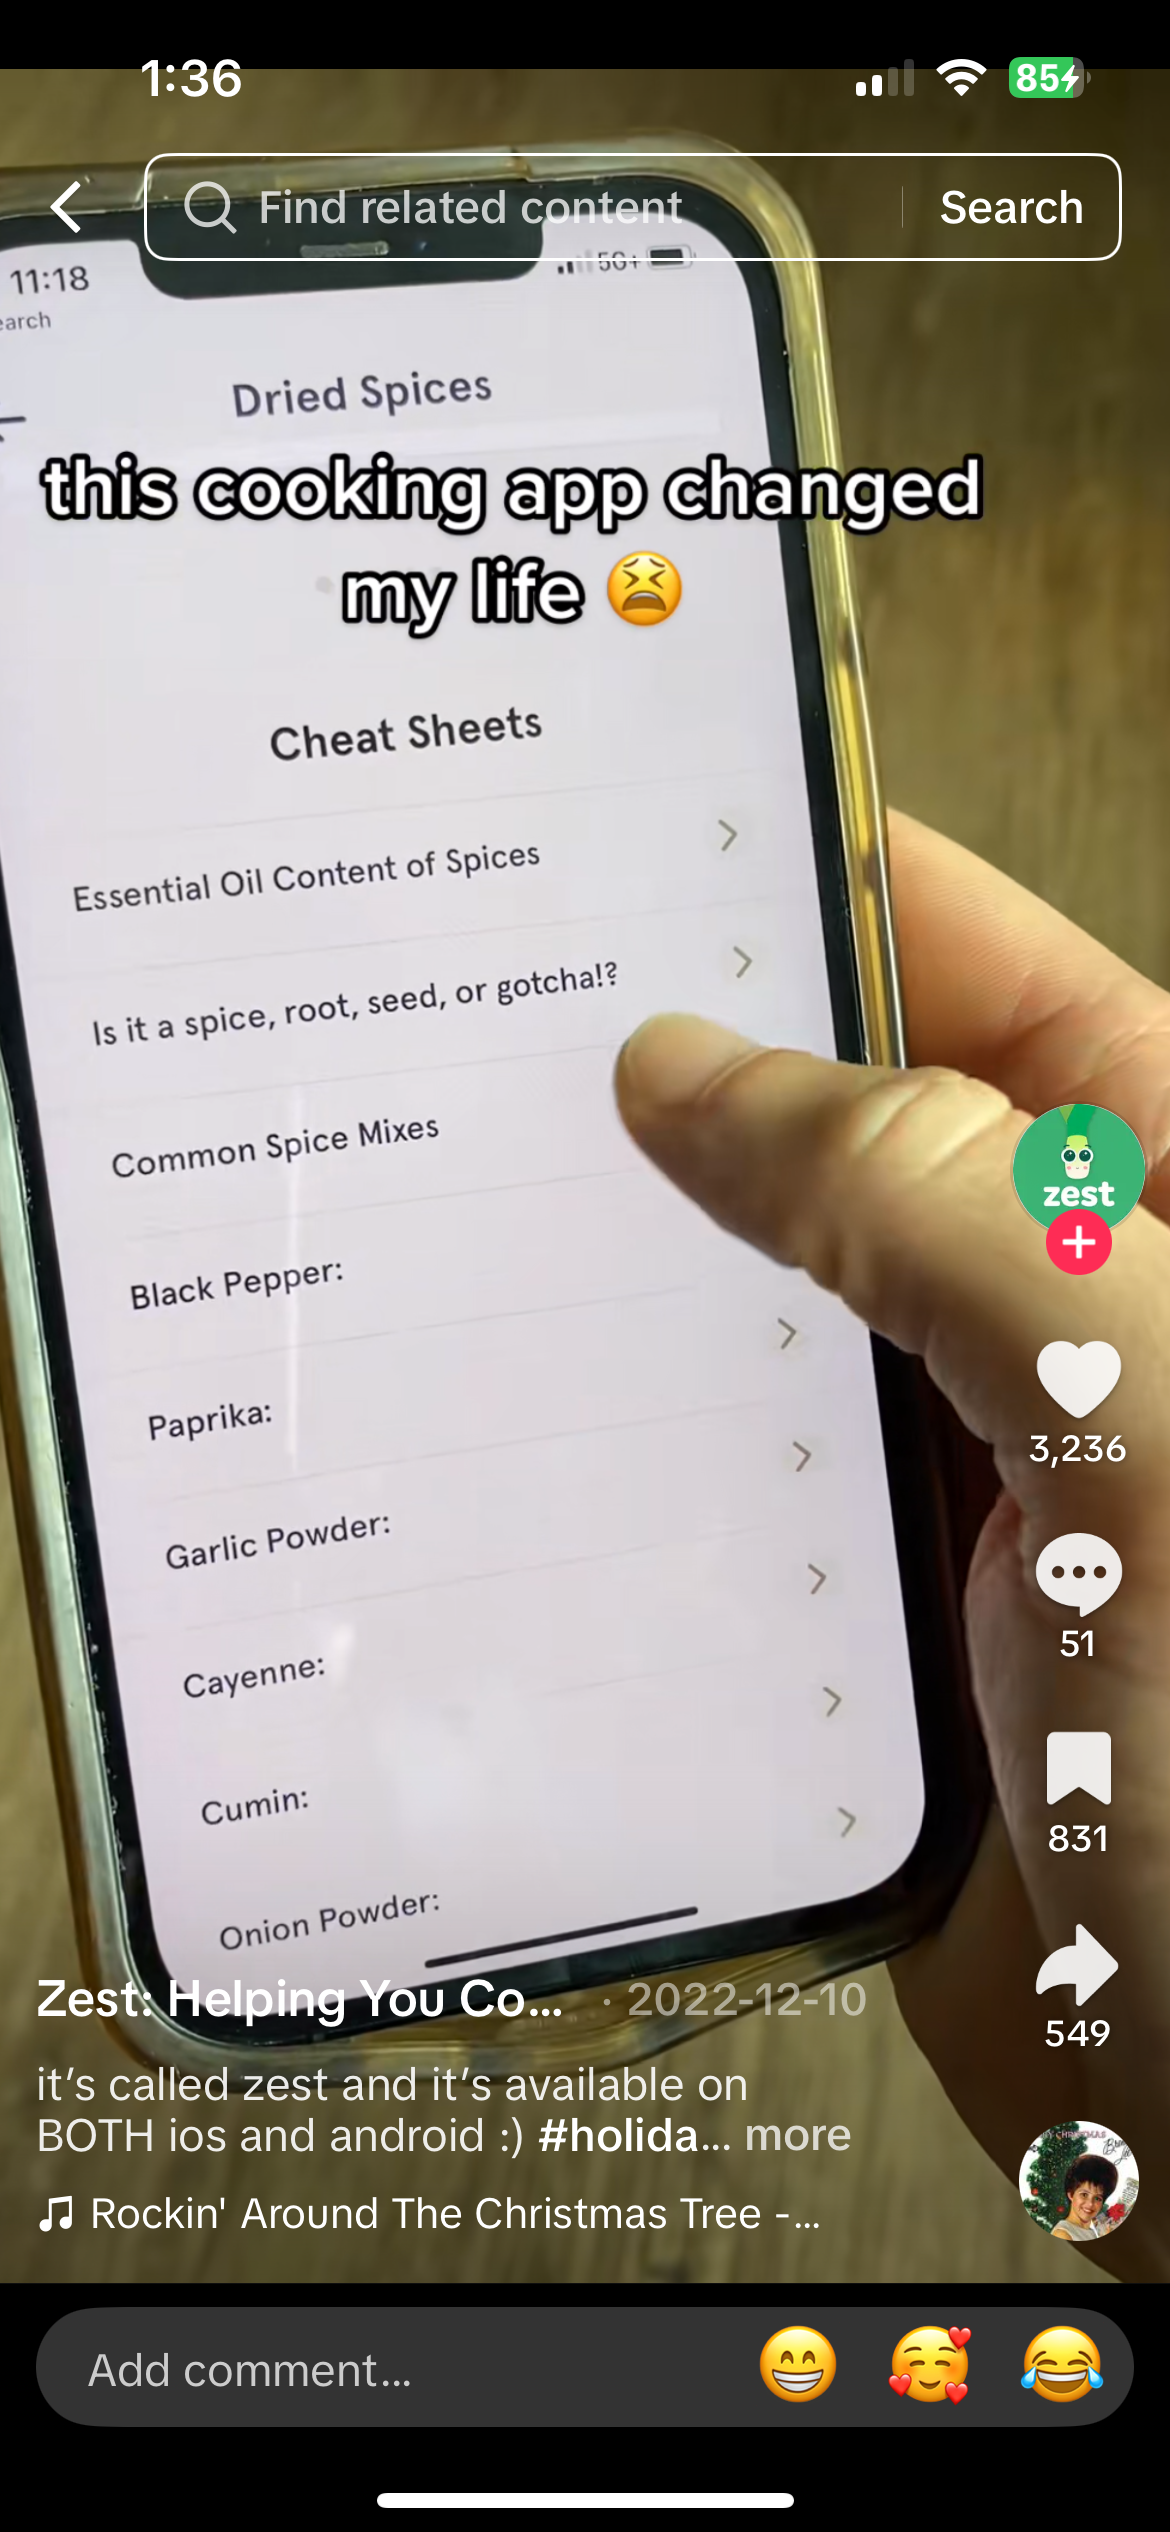 1:36
85
Find related content
Search
11:18
5G+
earch
Dried Spices
this cooking app changed
my life 😫
Cheat Sheets
Essential Oil Content of Spices
Is it a spice, root, seed, or gotcha!?
Common Spice Mixes
Black Pepper:
Paprika:
Garlic Powder:
Cayenne:
Cumin:
Onion Powder:
zest
3,236
51
831
549
Zest: Helping You Co... · 2022-12-10
it's called zest and it's available on
BOTH ios and android :) #holida... more
Rockin' Around The Christmas Tree -...
Add comment...